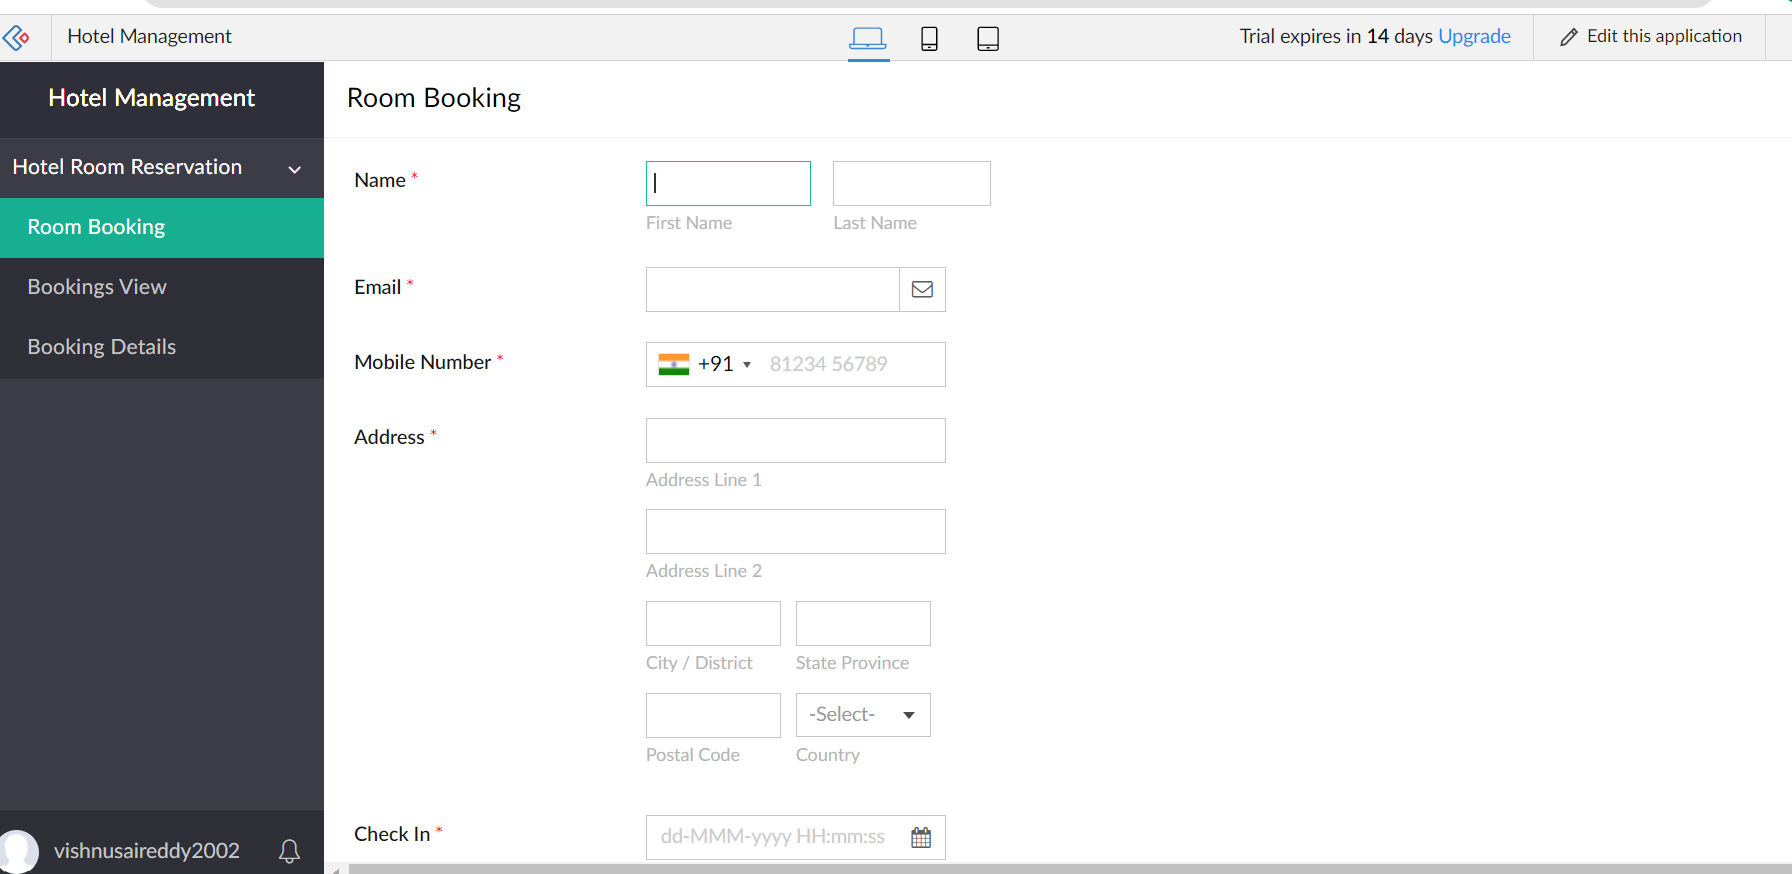 Hotel Management
Trial expires in 14 days Upgrade
Edit this application
Hotel Management
Hotel Room Reservation
Room Booking
Bookings View
Booking Details
vishnusaireddy2002
Room Booking
Name *
First Name
Last Name
Email *
Mobile Number *
+91 81234 56789
Address *
Address Line 1
Address Line 2
City / District
State Province
-Select-
Postal Code
Country
Check In *
dd-MMM-yyyy HH:mm:ss